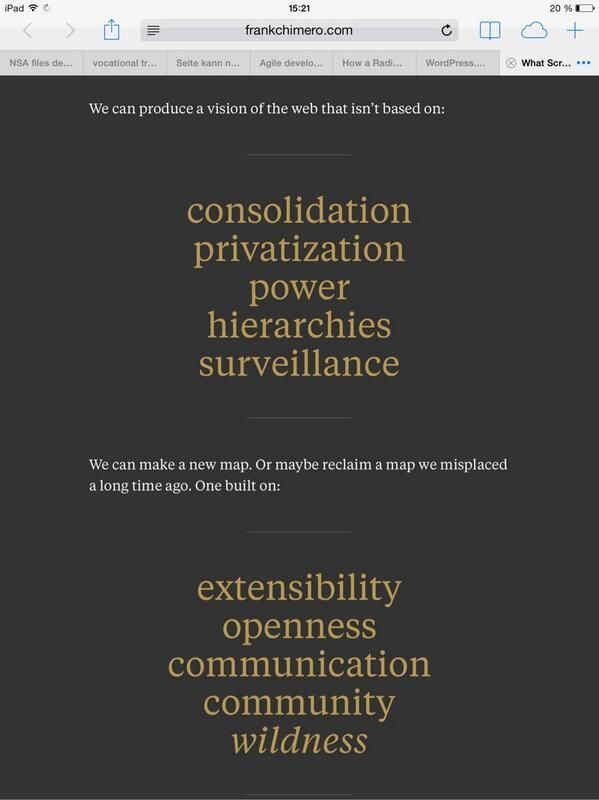 iPad 15:21 20 %
frankchimero.com
NSA files de... vocational tr... Seite kann n... Agile develo... How a Radi... WordPress.... What Scr...
We can produce a vision of the web that isn’t based on:
consolidation
privatization
power
hierarchies
surveillance
We can make a new map. Or maybe reclaim a map we misplaced
a long time ago. One built on:
extensibility
openness
communication
community
wildness